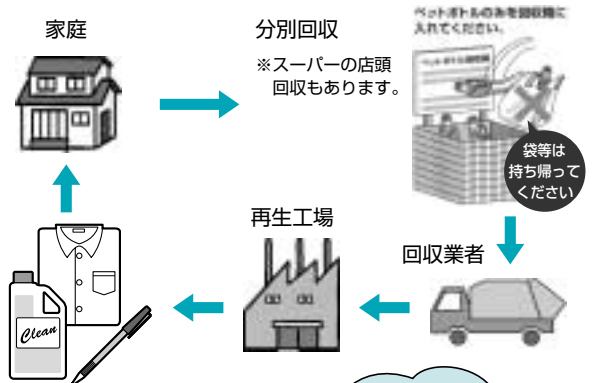 家庭
分別回収
※スーパーの店頭
回収もあります。
ペットボトルのみを回収箱に
入れてください。
袋等は
持ち帰って
ください
再生工場
回収業者
Clean